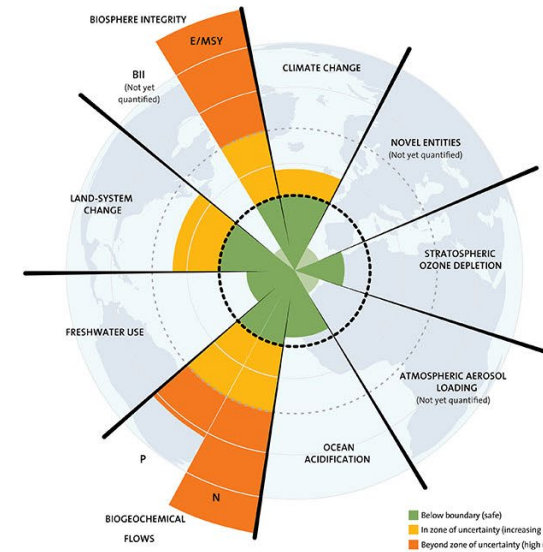 BIOSPHERE INTEGRITY
E/MSY
CLIMATE CHANGE
BII
(Not yet
quantified)
NOVEL ENTITIES
(Not yet quantified)
LAND-SYSTEM
CHANGE
STRATOSPHERIC
OZONE DEPLETION
FRESHWATER USE
ATMOSPHERIC AEROSOL
LOADING
(Not yet quantified)
OCEAN
ACIDIFICATION
P
N
BIOGEOCHEMICAL
FLOWS
Below boundary (safe)
In zone of uncertainty (increasing
Beyond zone of uncertainty (high